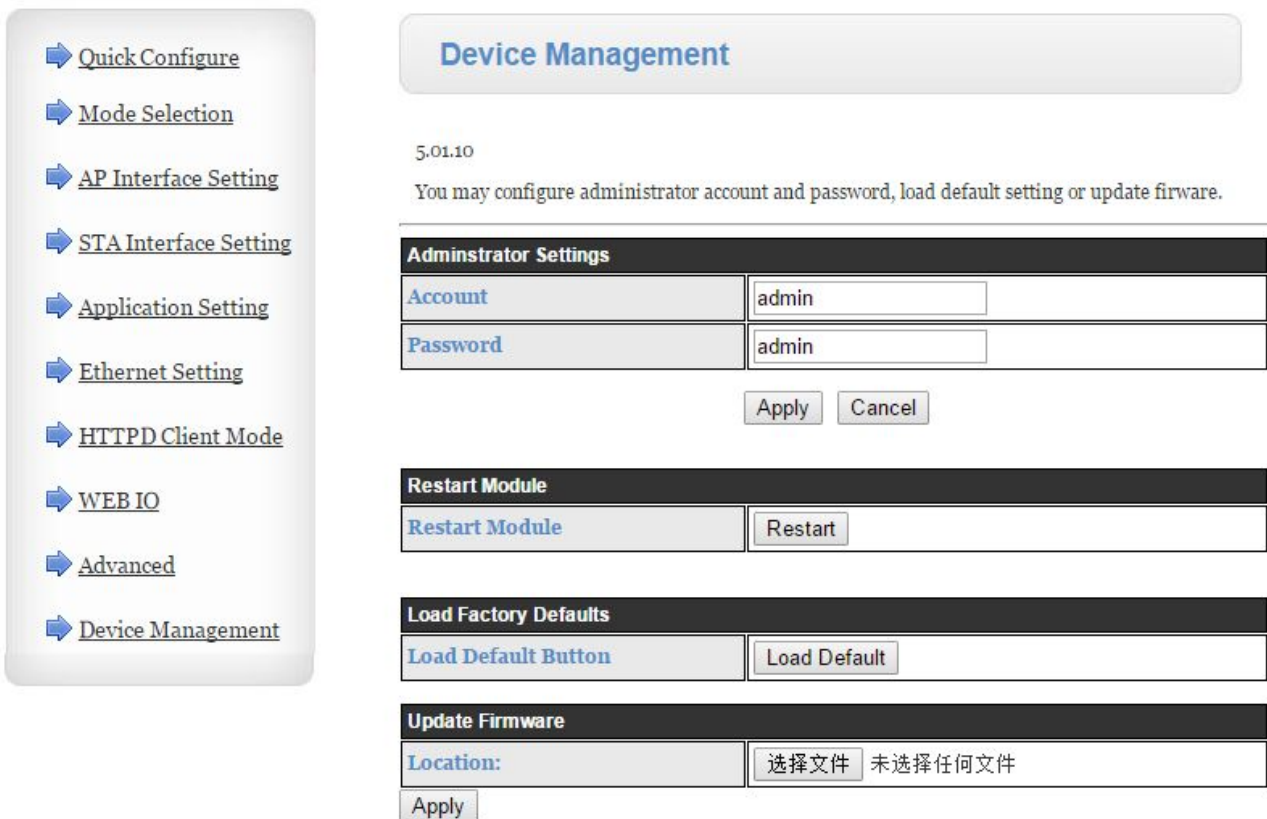 Quick Configure
Mode Selection
AP Interface Setting
STA Interface Setting
Application Setting
Ethernet Setting
HTTPD Client Mode
WEB IO
Advanced
Device Management
Device Management
5.01.10
You may configure administrator account and password, load default setting or update firware.
Adminstrator Settings
Account admin
Password admin
Apply Cancel
Restart Module
Restart Module Restart
Load Factory Defaults
Load Default Button Load Default
Update Firmware
Location: 选择文件 未选择任何文件
Apply